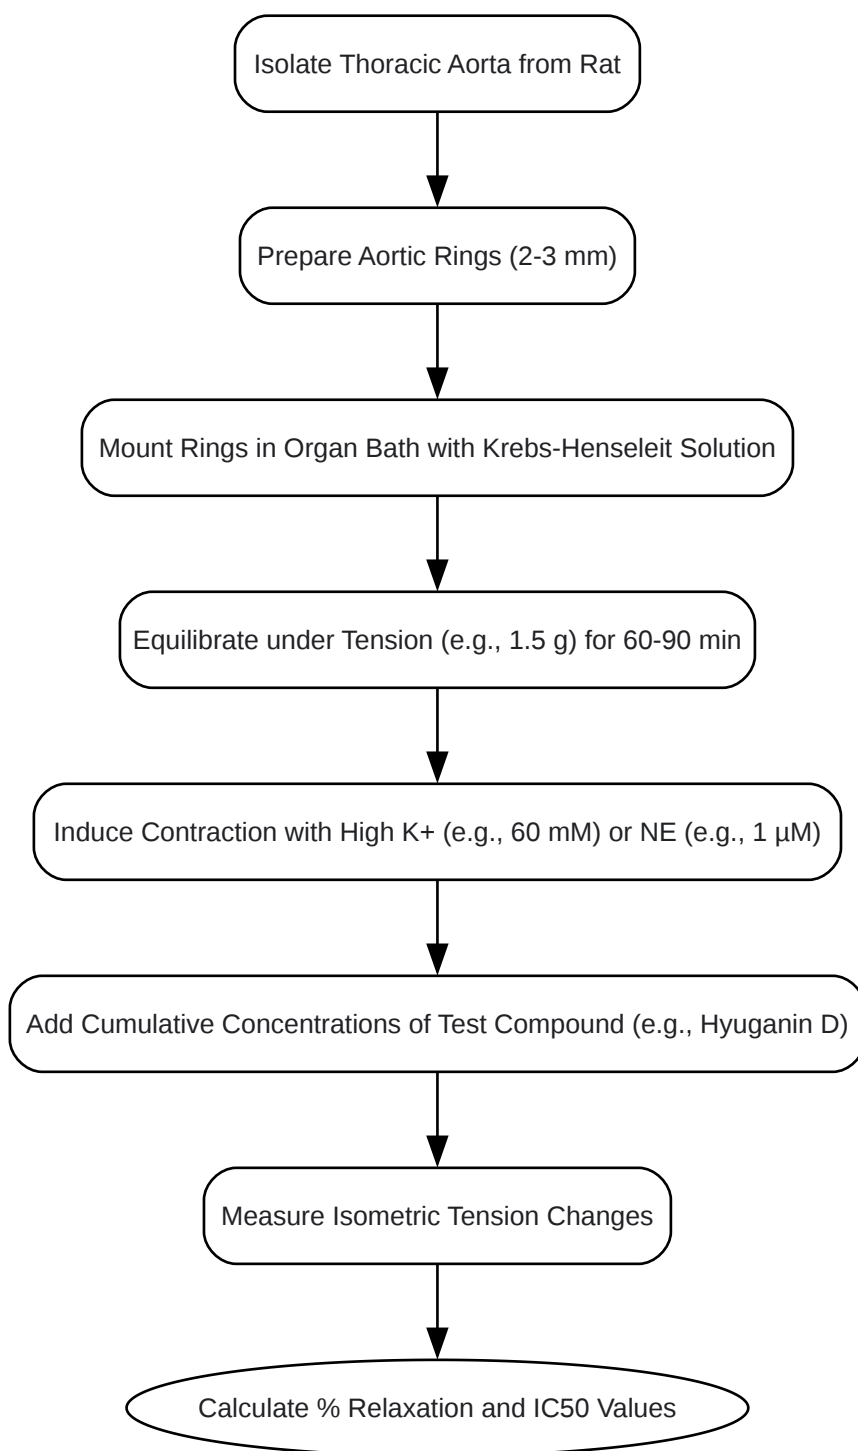 Isolate Thoracic Aorta from Rat
Prepare Aortic Rings (2-3 mm)
Mount Rings in Organ Bath with Krebs-Henseleit Solution
Equilibrate under Tension (e.g., 1.5 g) for 60-90 min
Induce Contraction with High K+ (e.g., 60 mM) or NE (e.g., 1 µM)
Add Cumulative Concentrations of Test Compound (e.g., Hyuganin D)
Measure Isometric Tension Changes
Calculate % Relaxation and IC50 Values